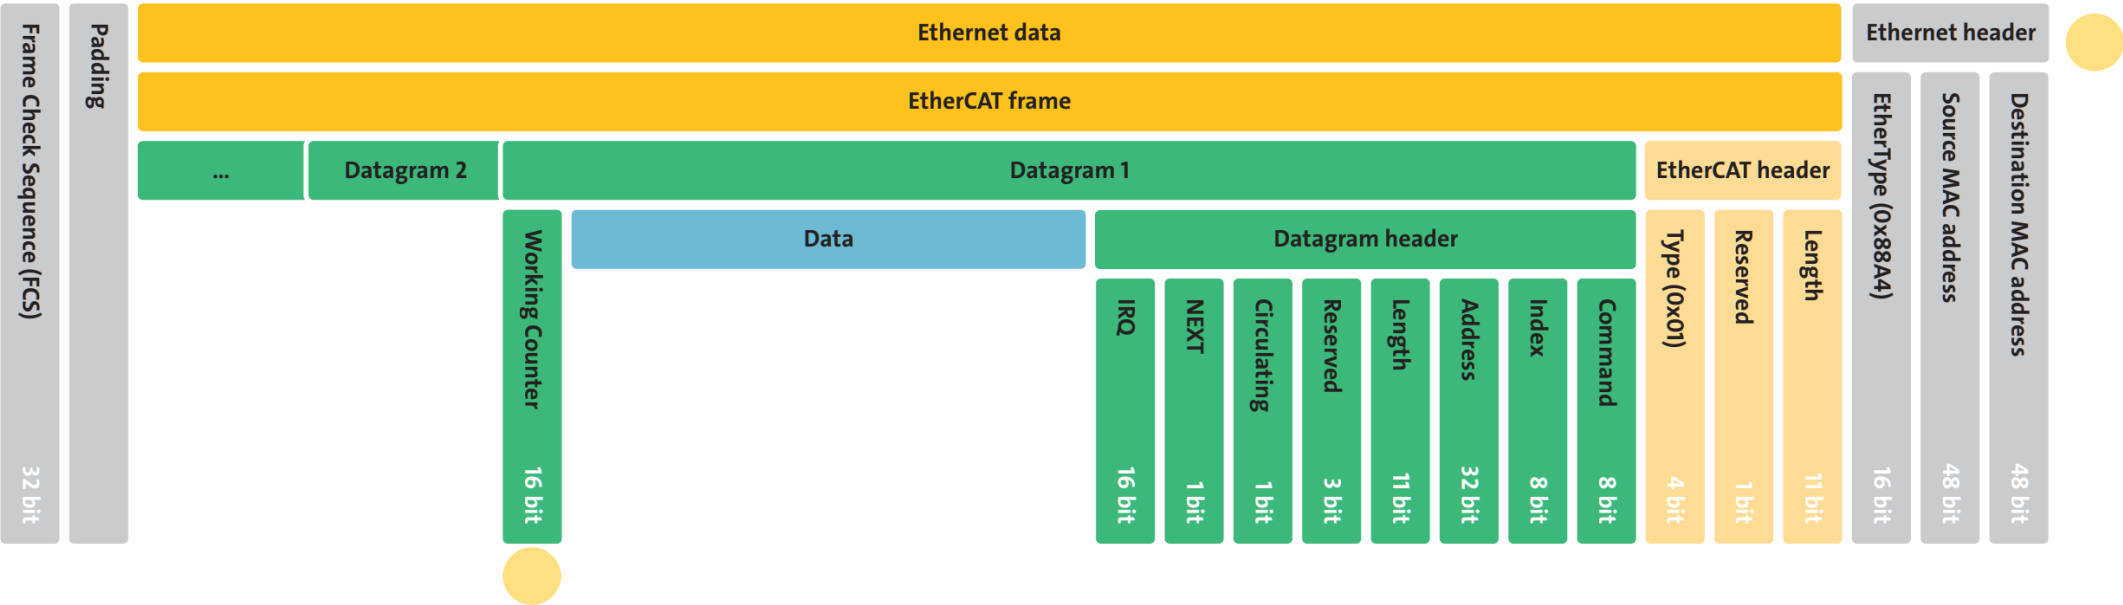 Frame Check Sequence (FCS)
32 bit
Padding
Ethernet data
Ethernet header
EtherCAT frame
...
Datagram 2
Datagram 1
EtherCAT header
Working Counter
16 bit
Data
Datagram header
IRQ
16 bit
NEXT
1 bit
Circulating
1 bit
Reserved
3 bit
Length
11 bit
Address
32 bit
Index
8 bit
Command
8 bit
Type (0x01)
4 bit
Reserved
1 bit
Length
11 bit
EtherType (0x88A4)
16 bit
Source MAC address
48 bit
Destination MAC address
48 bit